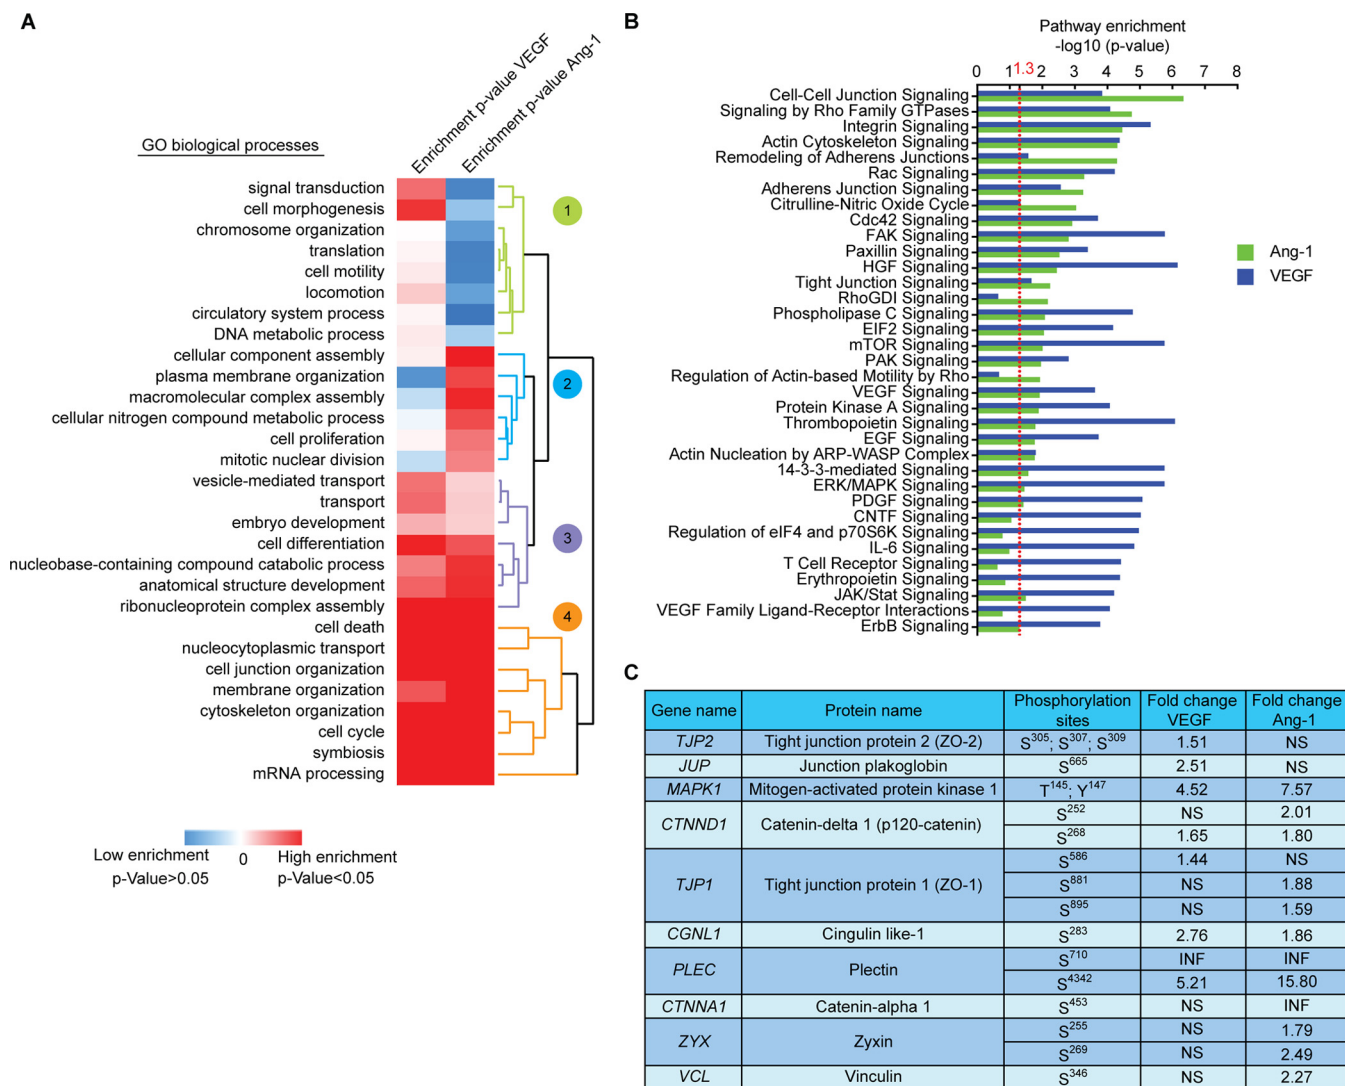 A
Enrichment p-value VEGF
Enrichment p-value Ang-1
GO biological processes
signal transduction
cell morphogenesis
chromosome organization
translation
cell motility
locomotion
circulatory system process
DNA metabolic process
cellular component assembly
plasma membrane organization
macromolecular complex assembly
cellular nitrogen compound metabolic process
cell proliferation
mitotic nuclear division
vesicle-mediated transport
transport
embryo development
cell differentiation
nucleobase-containing compound catabolic process
anatomical structure development
ribonucleoprotein complex assembly
cell death
nucleocytoplasmic transport
cell junction organization
membrane organization
cytoskeleton organization
cell cycle
symbiosis
mRNA processing
1
2
3
4
Low enrichment 0 High enrichment
p-Value>0.05 p-Value<0.05
B
Pathway enrichment
-log10 (p-value)
0 1 1.3 2 3 4 5 6 7 8
Cell-Cell Junction Signaling
Signaling by Rho Family GTPases
Integrin Signaling
Actin Cytoskeleton Signaling
Remodeling of Adherens Junctions
Rac Signaling
Adherens Junction Signaling
Citrulline-Nitric Oxide Cycle
Cdc42 Signaling
FAK Signaling
Paxillin Signaling
HGF Signaling
Tight Junction Signaling
RhoGDI Signaling
Phospholipase C Signaling
EIF2 Signaling
mTOR Signaling
PAK Signaling
Regulation of Actin-based Motility by Rho
VEGF Signaling
Protein Kinase A Signaling
Thrombopoietin Signaling
EGF Signaling
Actin Nucleation by ARP-WASP Complex
14-3-3-mediated Signaling
ERK/MAPK Signaling
PDGF Signaling
CNTF Signaling
Regulation of eIF4 and p70S6K Signaling
IL-6 Signaling
T Cell Receptor Signaling
Erythropoietin Signaling
JAK/Stat Signaling
VEGF Family Ligand-Receptor Interactions
ErbB Signaling
Ang-1
VEGF
C
Gene name Protein name Phosphorylation sites Fold change VEGF Fold change Ang-1
TJP2 Tight junction protein 2 (ZO-2) S305; S307; S309 1.51 NS
JUP Junction plakoglobin S665 2.51 NS
MAPK1 Mitogen-activated protein kinase 1 T145; Y147 4.52 7.57
CTNND1 Catenin-delta 1 (p120-catenin) S252 NS 2.01
S268 1.65 1.80
TJP1 Tight junction protein 1 (ZO-1) S586 1.44 NS
S881 NS 1.88
S895 NS 1.59
CGNL1 Cingulin like-1 S283 2.76 1.86
PLEC Plectin S710 INF INF
S4342 5.21 15.80
CTNNA1 Catenin-alpha 1 S453 NS INF
ZYX Zyxin S255 NS 1.79
S269 NS 2.49
VCL Vinculin S346 NS 2.27